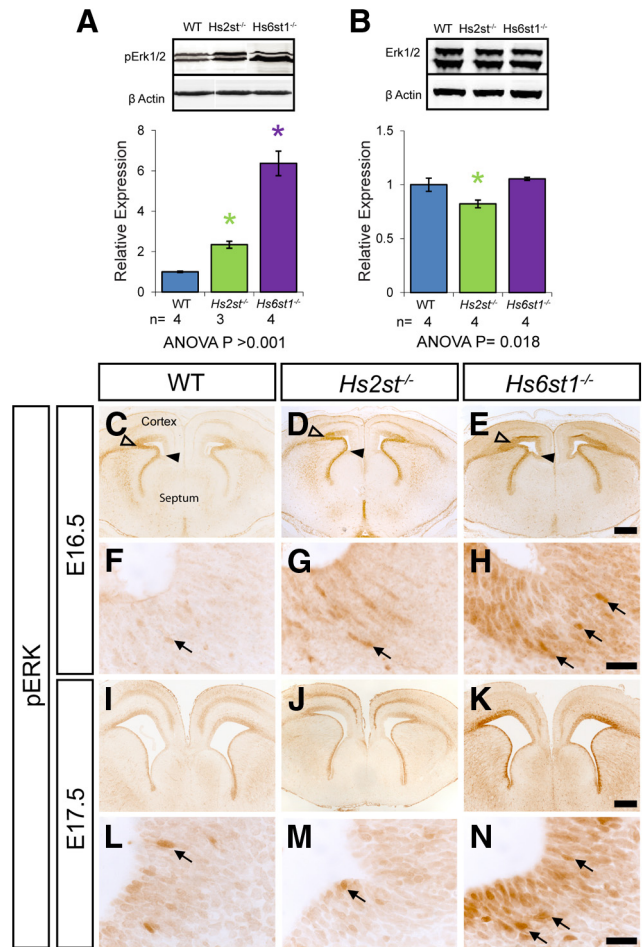 A
WT Hs2st-/- Hs6st1-/-
pErk1/2
β Actin
8
6
4
2
0
Relative Expression
*
*
WT Hs2st-/- Hs6st1-/-
n= 4 3 4
ANOVA P >0.001
B
WT Hs2st-/- Hs6st1-/-
Erk1/2
β Actin
1.5
1
0.5
0
Relative Expression
*
WT Hs2st-/- Hs6st1-/-
n= 4 4 4
ANOVA P= 0.018
WT Hs2st-/- Hs6st1-/-
pERK
E16.5
C Cortex
Septum
D
E
F
G
H
E17.5
I
J
K
L
M
N